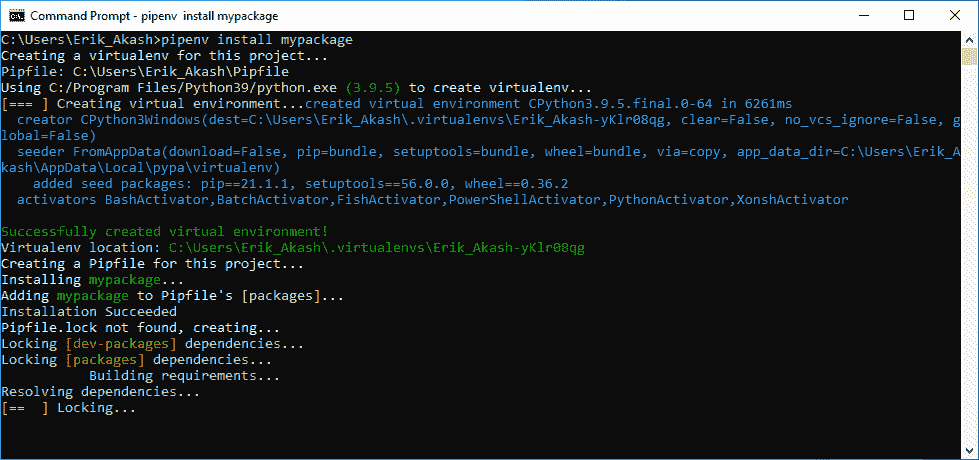 Command Prompt - pipenv  install mypackage
C:\Users\Erik_Akash>pipenv install mypackage
Creating a virtualenv for this project...
Pipfile: C:\Users\Erik_Akash\Pipfile
Using C:/Program Files/Python39/python.exe (3.9.5) to create virtualenv...
[=== ] Creating virtual environment...created virtual environment CPython3.9.5.final.0-64 in 6261ms
  creator CPython3Windows(dest=C:\Users\Erik_Akash\.virtualenvs\Erik_Akash-yKlr08qg, clear=False, no_vcs_ignore=False, g
lobal=False)
  seeder FromAppData(download=False, pip=bundle, setuptools=bundle, wheel=bundle, via=copy, app_data_dir=C:\Users\Erik_A
kash\AppData\Local\pypa\virtualenv)
    added seed packages: pip==21.1.1, setuptools==56.0.0, wheel==0.36.2
  activators BashActivator,BatchActivator,FishActivator,PowerShellActivator,PythonActivator,XonshActivator
Successfully created virtual environment!
Virtualenv location: C:\Users\Erik_Akash\.virtualenvs\Erik_Akash-yKlr08qg
Creating a Pipfile for this project...
Installing mypackage...
Adding mypackage to Pipfile's [packages]...
Installation Succeeded
Pipfile.lock not found, creating...
Locking [dev-packages] dependencies...
Locking [packages] dependencies...
           Building requirements...
Resolving dependencies...
[==  ] Locking...